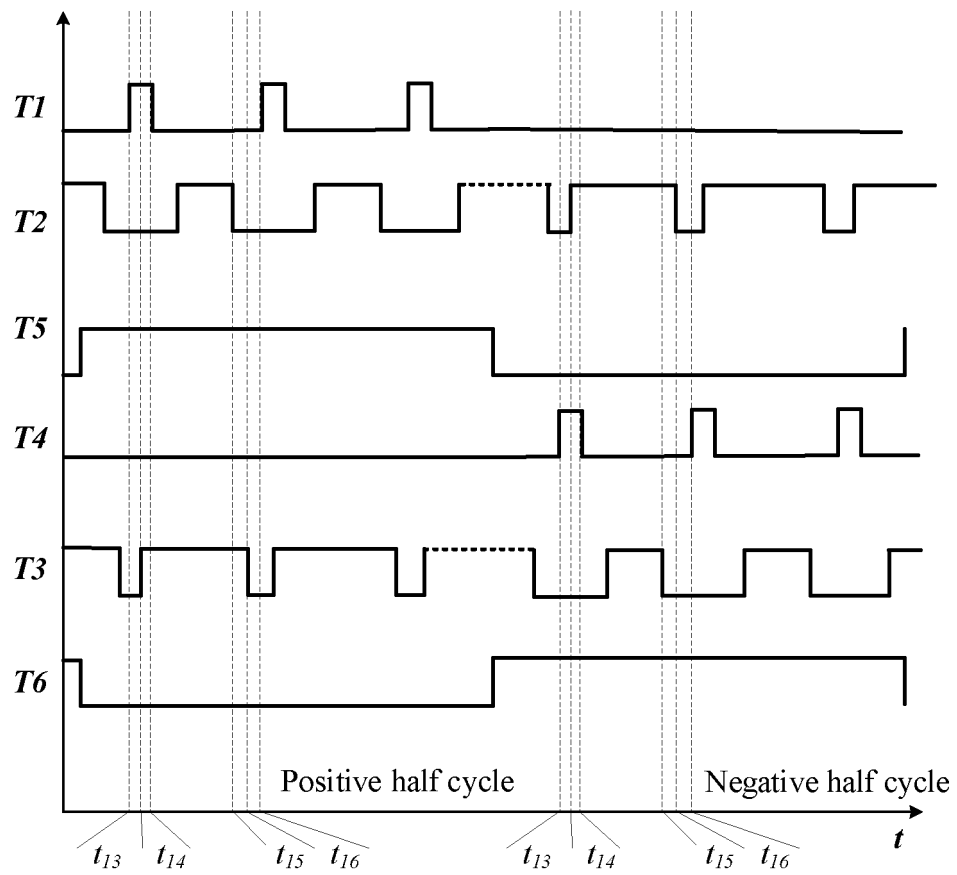 T1
T2
T5
T4
T3
T6
Positive half cycle
Negative half cycle
t
t13 t14 t15 t16 t13 t14 t15 t16